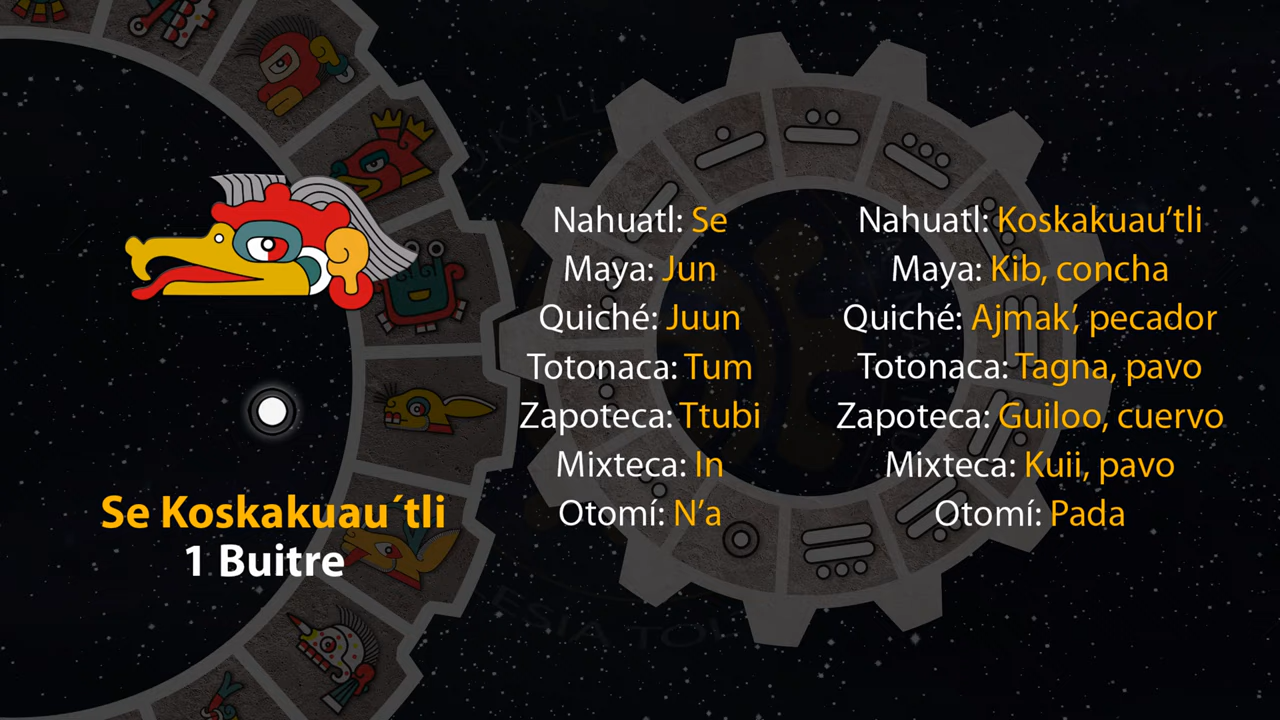 Se Koskakuau´tli
1 Buitre
Nahuatl: Se
Maya: Jun
Quiché: Juun
Totonaca: Tum
Zapoteca: Ttubi
Mixteca: In
Otomí: N’a
Nahuatl: Koskakuau’tli
Maya: Kib, concha
Quiché: Ajmak’, pecador
Totonaca: Tagna, pavo
Zapoteca: Guiloo, cuervo
Mixteca: Kuii, pavo
Otomí: Pada